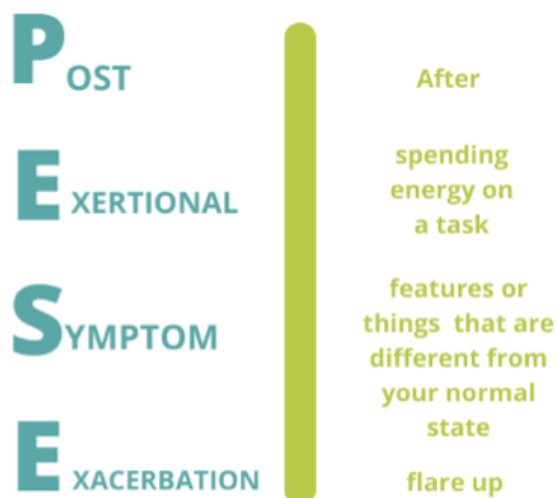 POST
After
EXERTIONAL
spending
energy on
a task
SYMPTOM
features or
things that are
different from
your normal
state
EXACERBATION
flare up